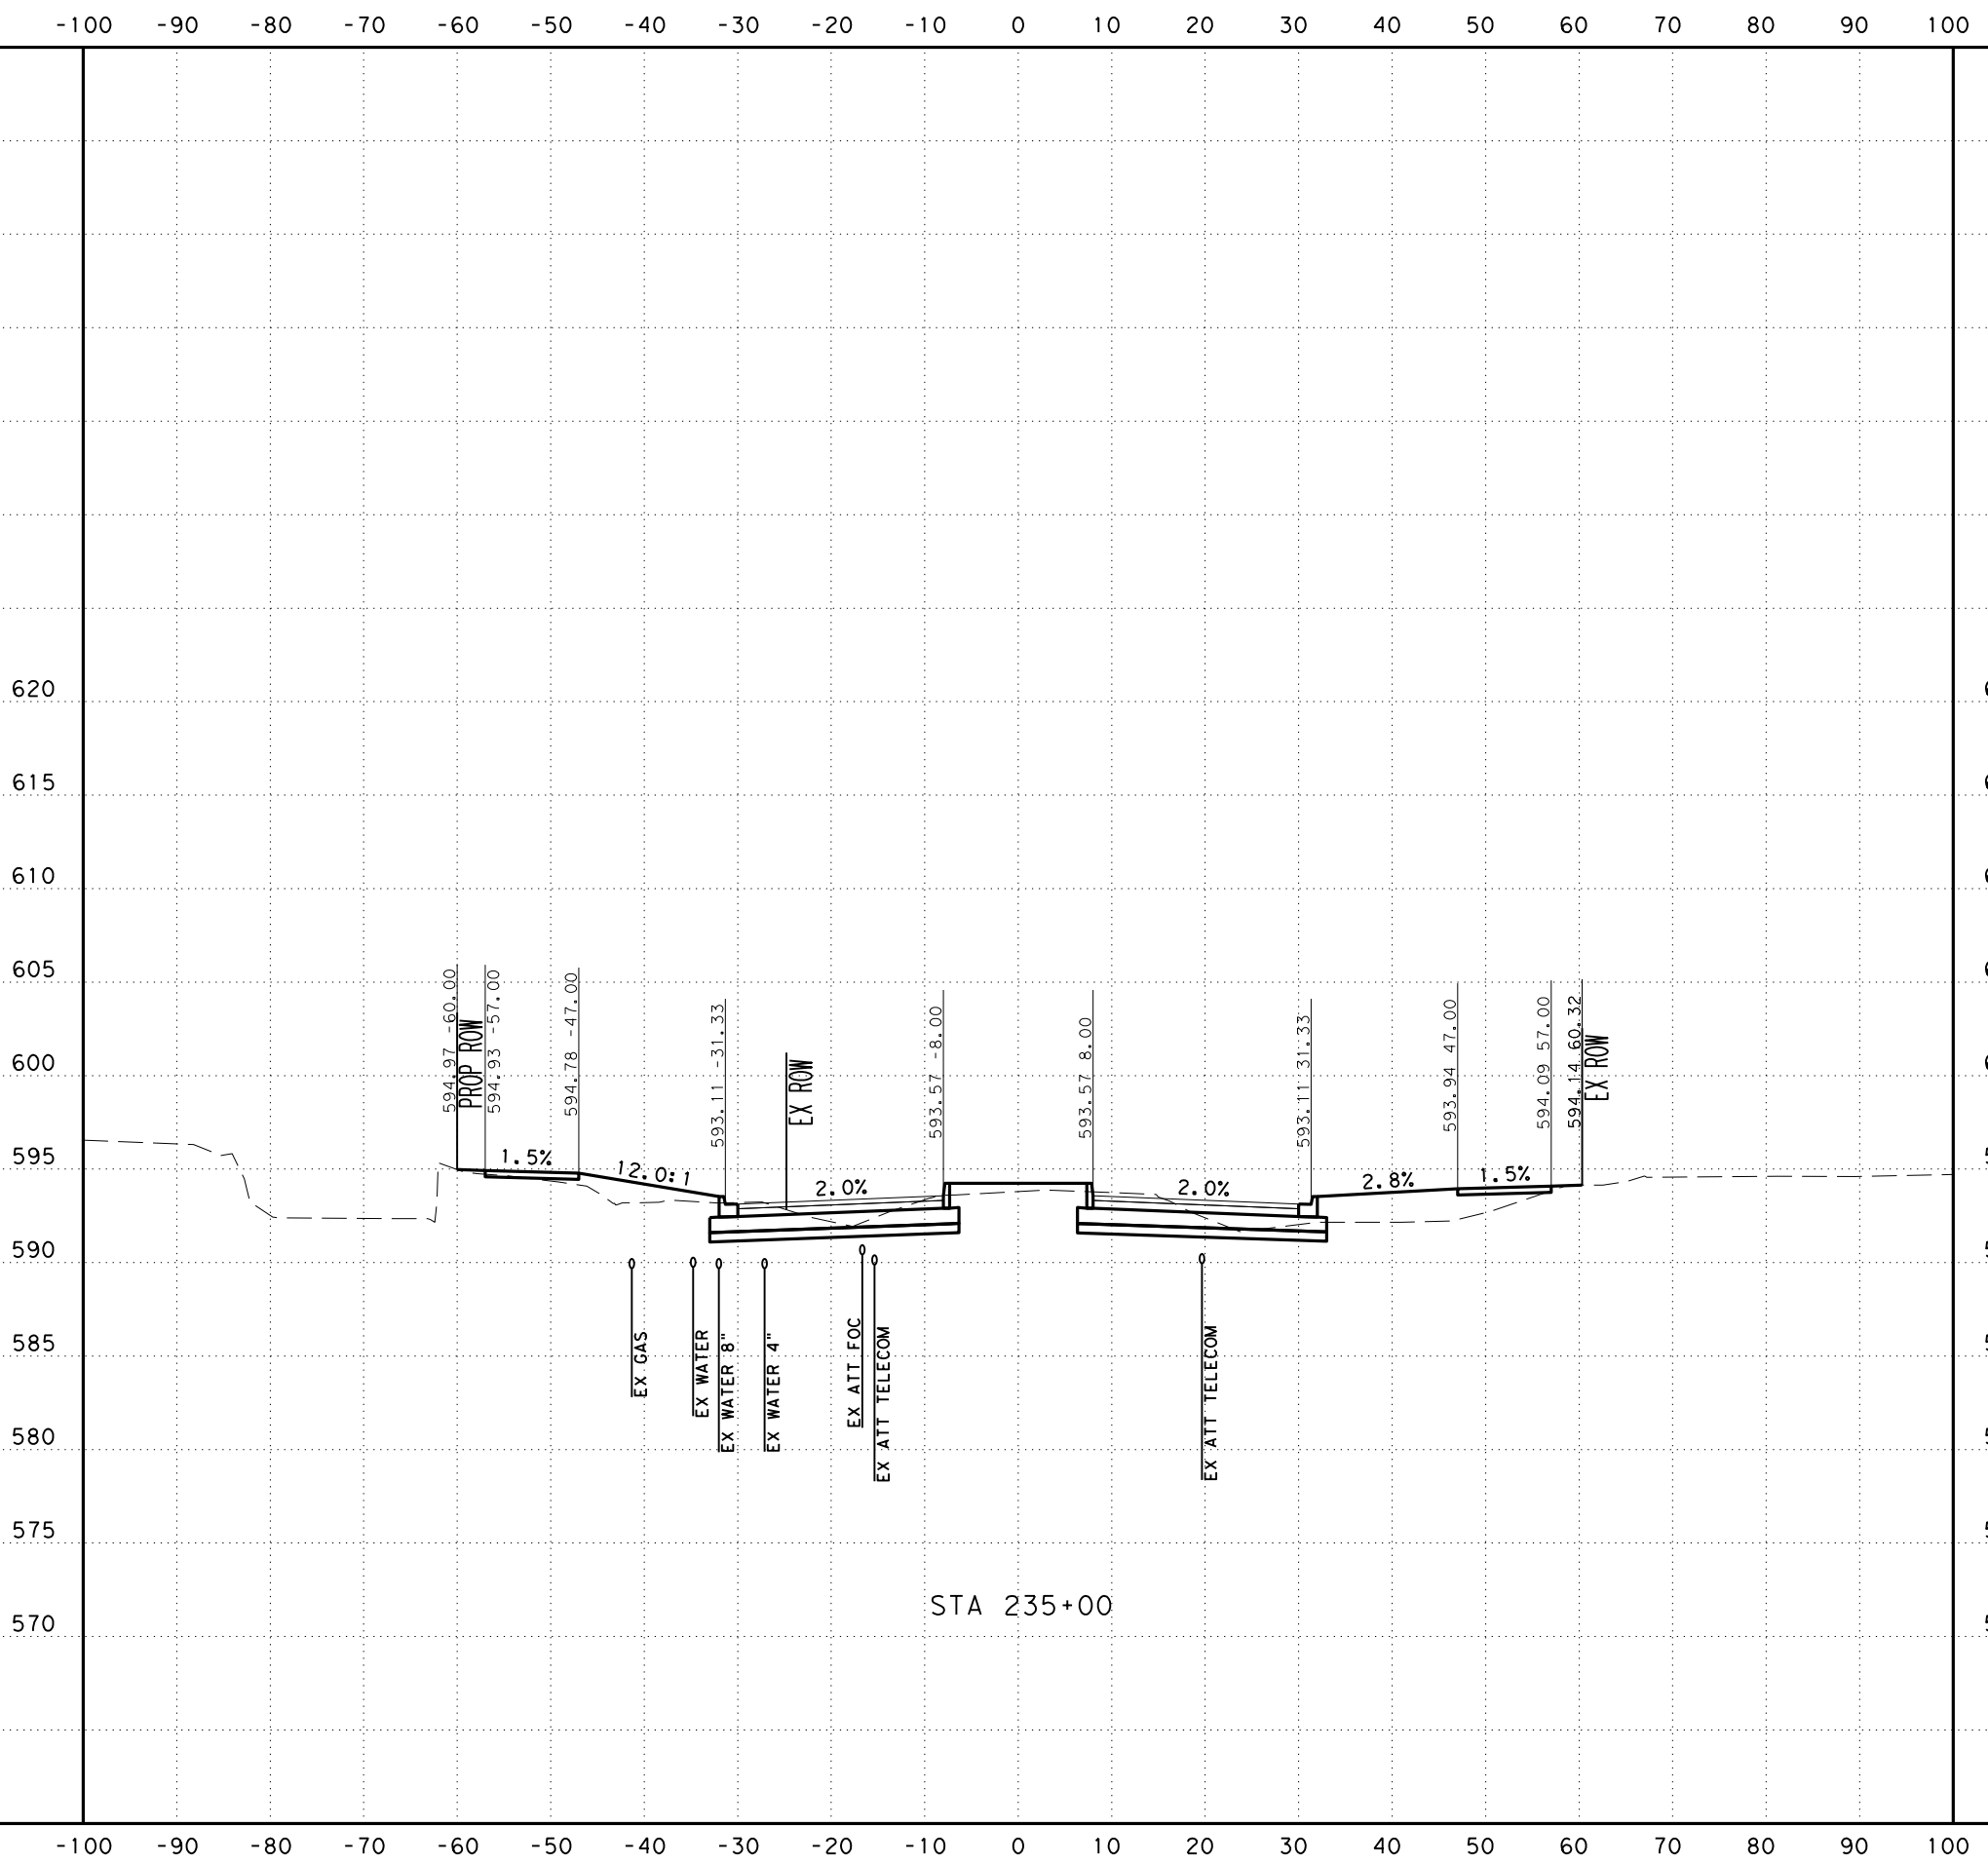 -100 -90 -80 -70 -60 -50 -40 -30 -20 -10 0 10 20 30 40 50 60 70 80 90 100
620
615
610
605
600
595
590
585
580
575
570
594.97 -60.00
PROP ROW
594.93 -57.00
594.78 -47.00
593.11 -31.33
EX ROW
593.57 -8.00
593.57 8.00
593.11 31.33
593.94 47.00
594.09 57.00
594.14 60.32
EX ROW
1.5%
12.0:1
2.0%
2.0%
2.8%
1.5%
EX GAS
EX WATER
EX WATER 8"
EX WATER 4"
EX ATT FOC
EX ATT TELECOM
EX ATT TELECOM
STA 235+00
-100 -90 -80 -70 -60 -50 -40 -30 -20 -10 0 10 20 30 40 50 60 70 80 90 100